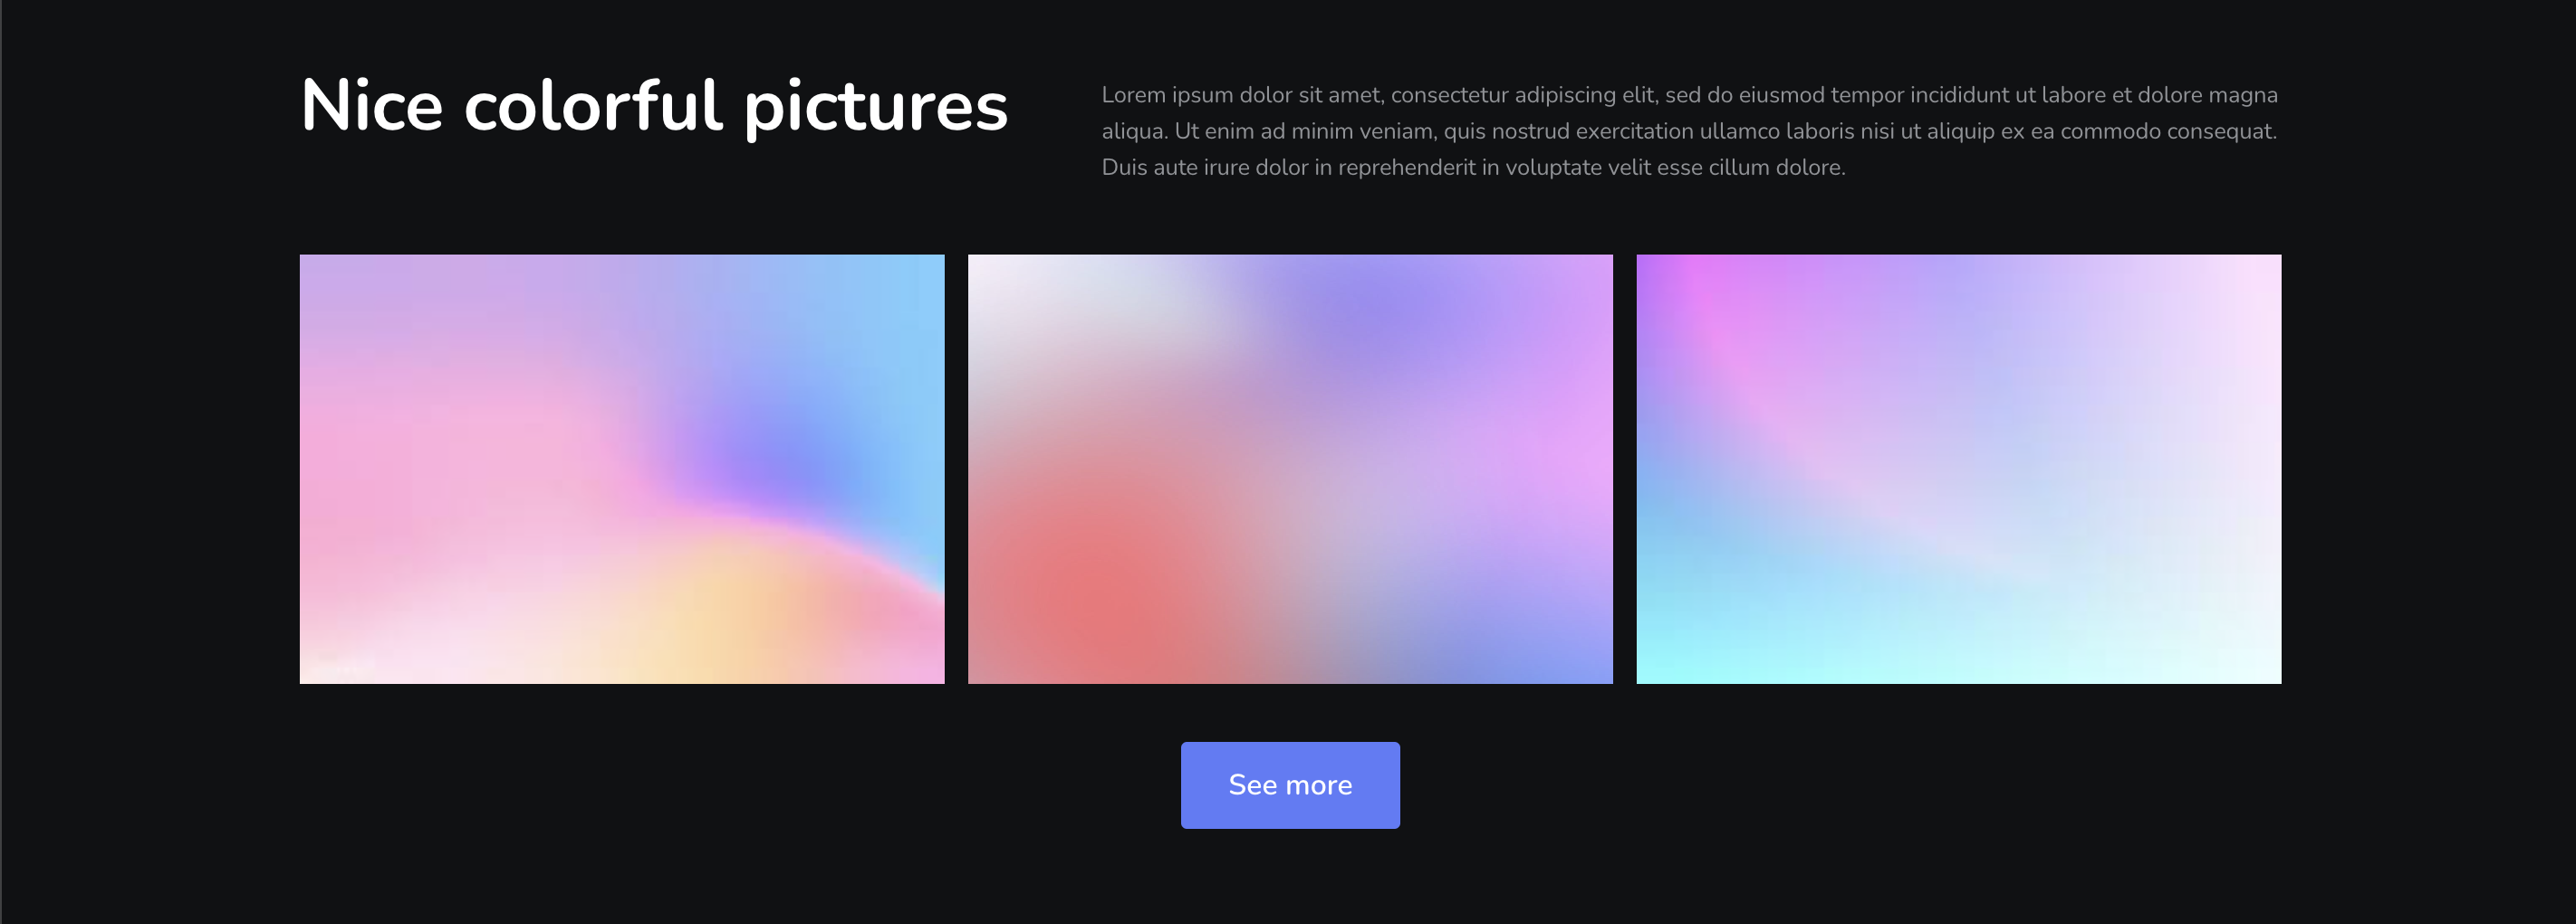 Nice colorful pictures
Lorem ipsum dolor sit amet, consectetur adipiscing elit, sed do eiusmod tempor incididunt ut labore et dolore magna
aliqua. Ut enim ad minim veniam, quis nostrud exercitation ullamco laboris nisi ut aliquip ex ea commodo consequat.
Duis aute irure dolor in reprehenderit in voluptate velit esse cillum dolore.
See more